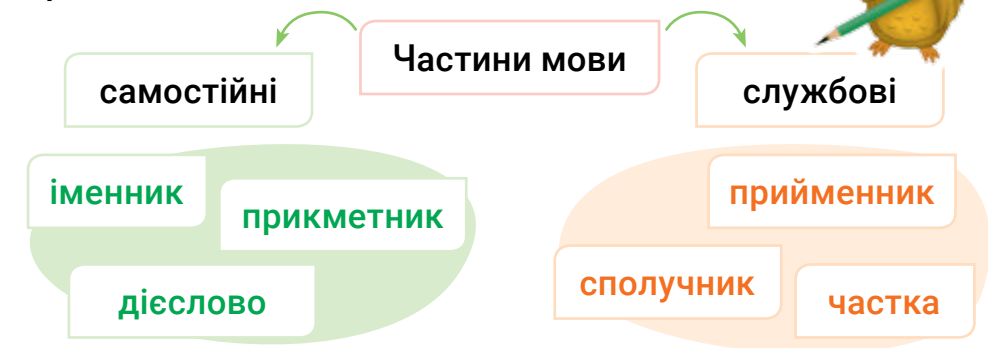 Частини мови
самостійні
службові
іменник
прикметник
дієслово
прийменник
сполучник
частка